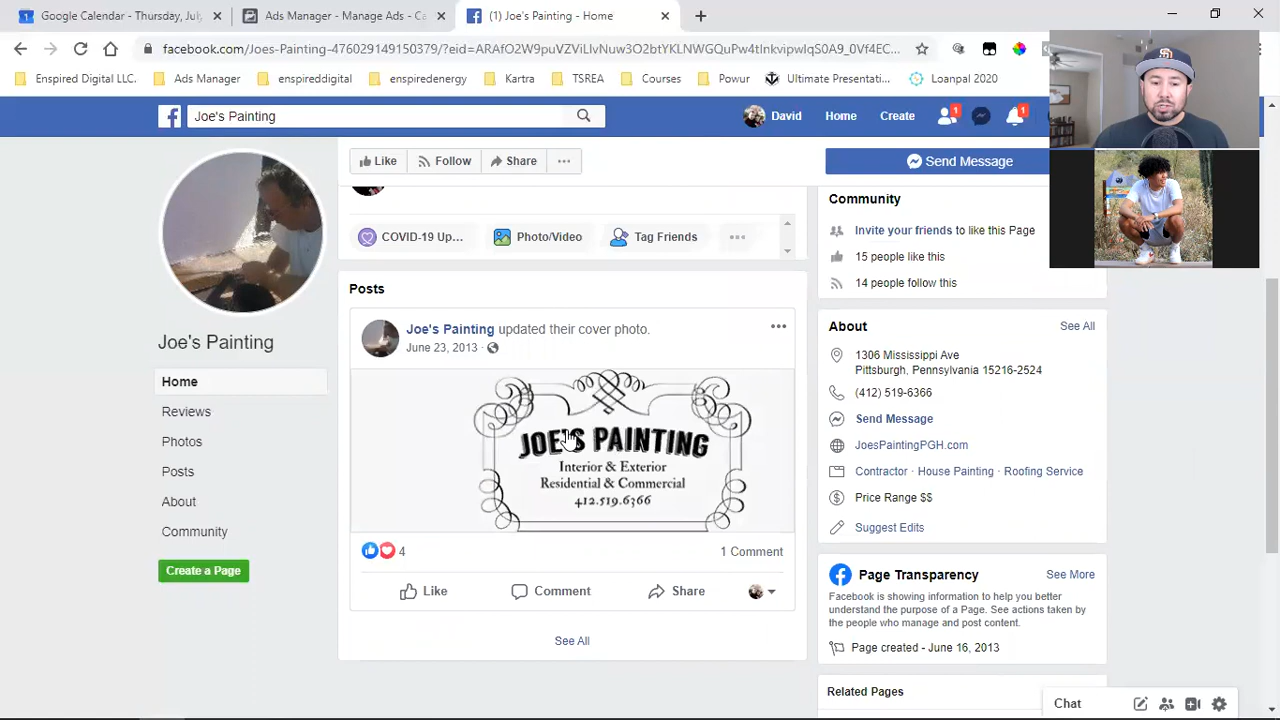 Google Calendar - Thursday, July
Ads Manager - Manage Ads - Ca
(1) Joe's Painting - Home
facebook.com/Joes-Painting-476029149150379/?eid=
Enspired Digital LLC.
Ads Manager
enspireddigital
enspiredenergy
Kartra
TSREA
Courses
Powur
Ultimate Presentati...
Loanpal 2020
Joe's Painting
David
Home
Create
1
1
Like
Follow
Share
Send Message
COVID-19 Up...
Photo/Video
Tag Friends
Community
Invite your friends to like this Page
15 people like this
14 people follow this
Posts
Joe's Painting updated their cover photo.
June 23, 2013
JOE'S PAINTING
Interior & Exterior
Residential & Commercial
412.519.6366
4
1 Comment
Like
Comment
Share
See All
Joe's Painting
Home
Reviews
Photos
Posts
About
Community
Create a Page
About
See All
1306 Mississippi Ave
Pittsburgh, Pennsylvania 15216-2524
(412) 519-6366
Send Message
JoesPaintingPGH.com
Contractor · House Painting · Roofing Service
Price Range $$
Suggest Edits
Page Transparency
See More
Facebook is showing information to help you better
understand the purpose of a Page. See actions taken by
the people who manage and post content.
Page created - June 16, 2013
Related Pages
Chat